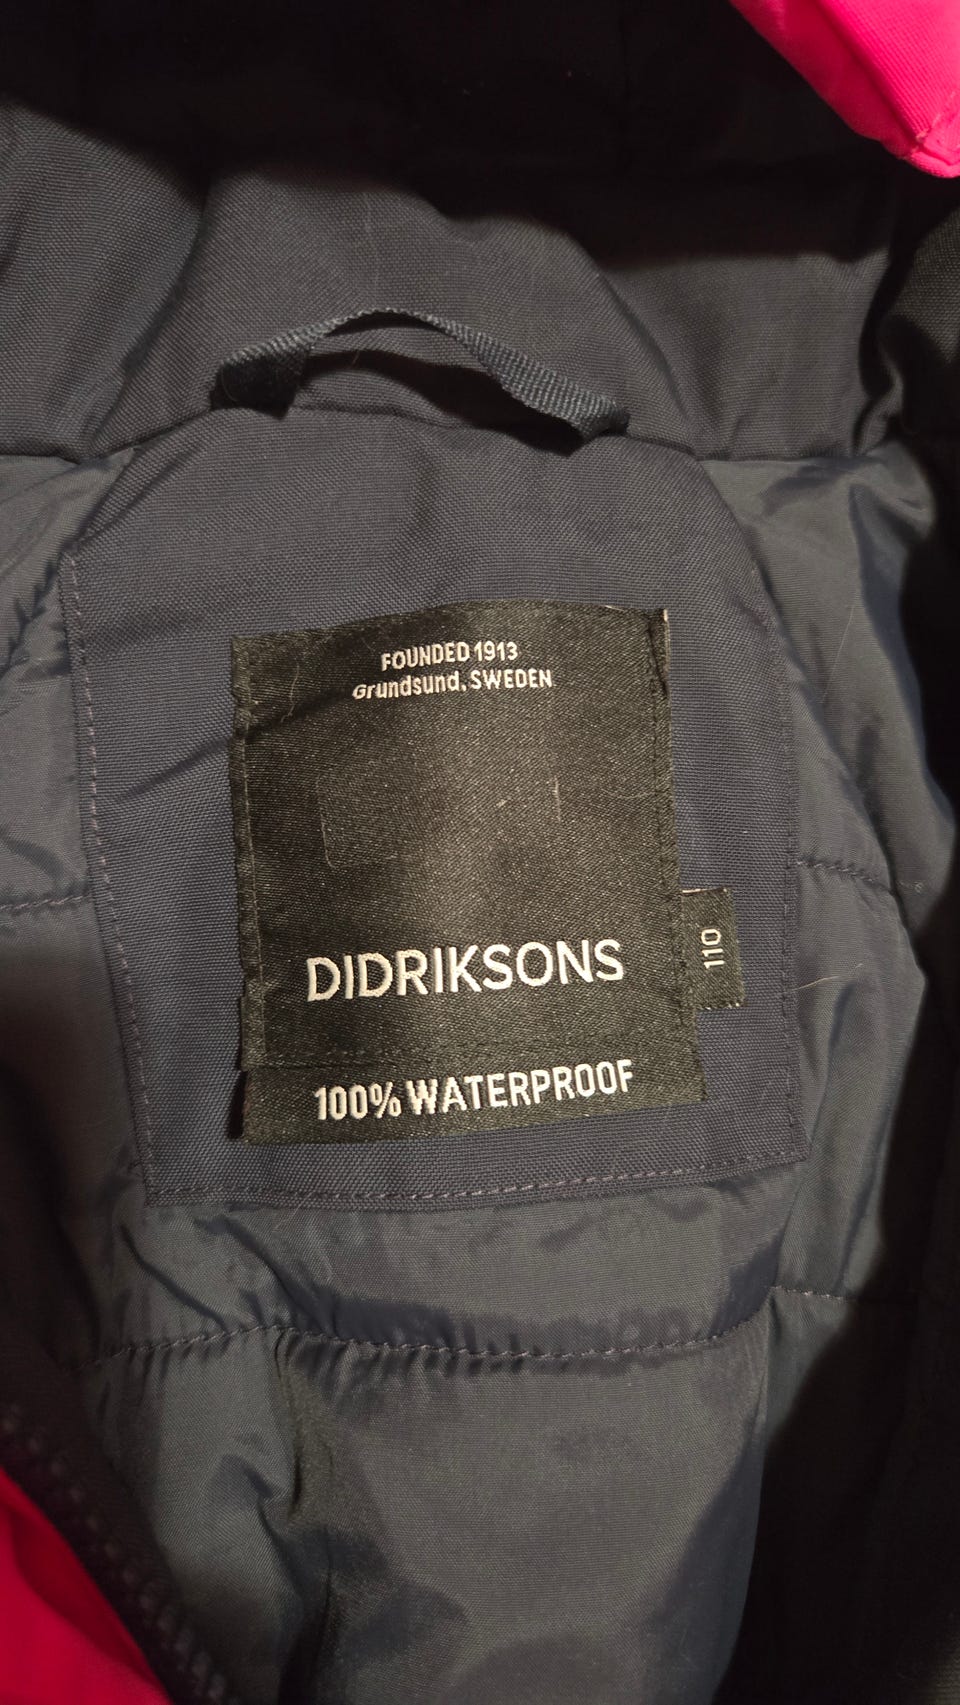 FOUNDED 1913
Grundsund, SWEDEN
DIDRIKSONS
110
100% WATERPROOF